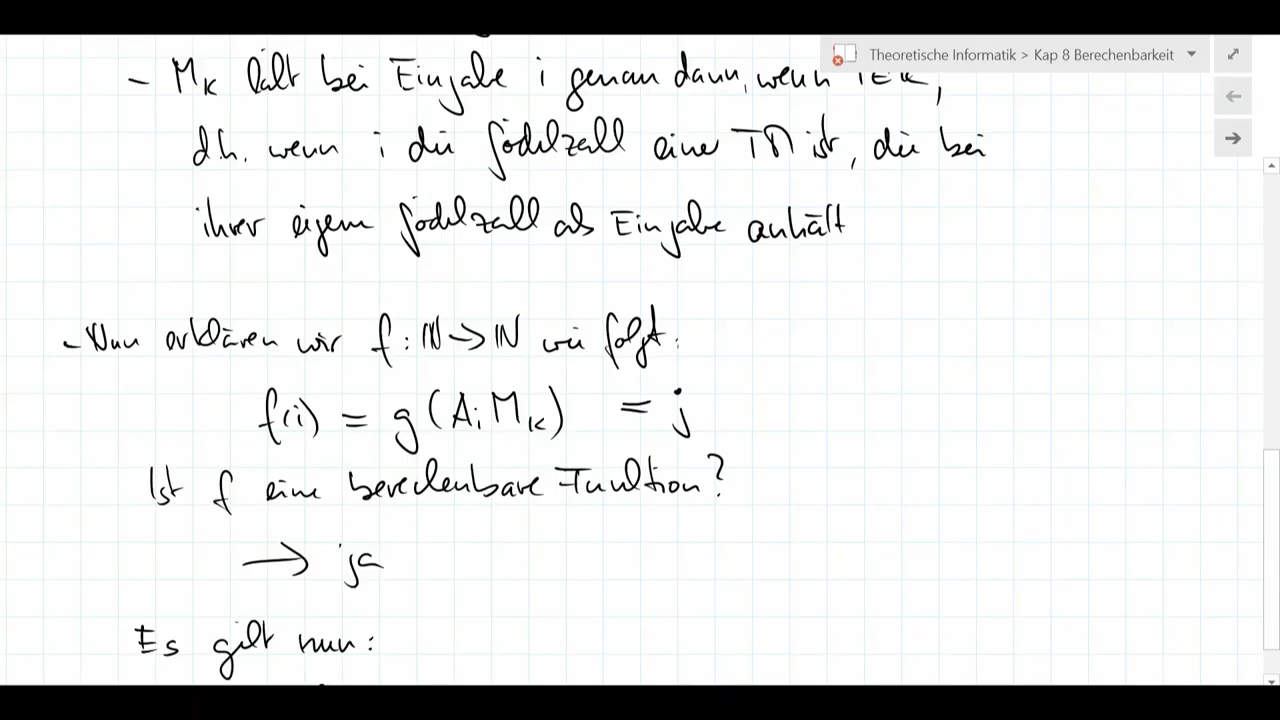 Theoretische Informatik > Kap 8 Berechenbarkeit
- M_K hält bei Eingabe i genau dann, wenn i ∈ K,
d.h. wenn i die Gödelzahl einer TM ist, die bei
ihrer eigenen Gödelzahl als Eingabe anhält
- Nun erklären wir f : ℕ → ℕ wie folgt:
f(i) = g(A_i M_K) = j
Ist f eine berechenbare Funktion?
→ ja
Es gilt nun: